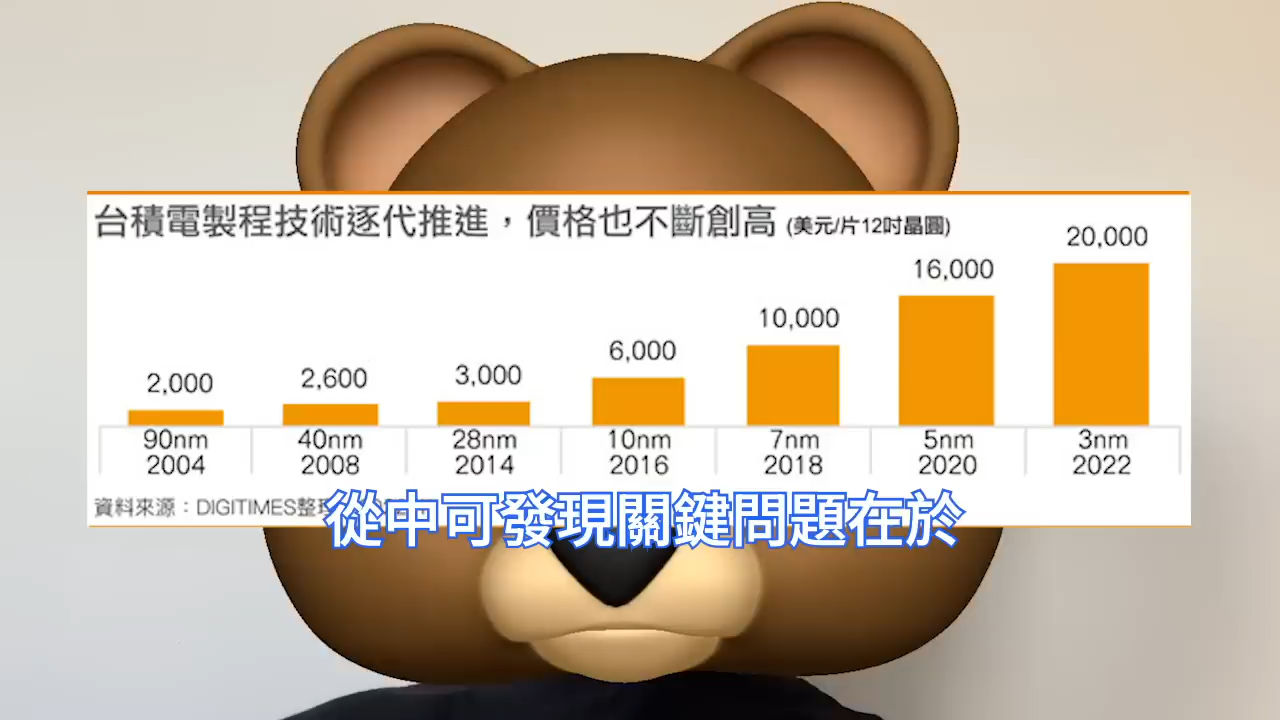 台積電製程技術逐代推進，價格也不斷創高 (美元/片12吋晶圓)
2,000
2,600
3,000
6,000
10,000
16,000
20,000
90nm
2004
40nm
2008
28nm
2014
10nm
2016
7nm
2018
5nm
2020
3nm
2022
資料來源：DIGITIMES整理
從中可發現關鍵問題在於